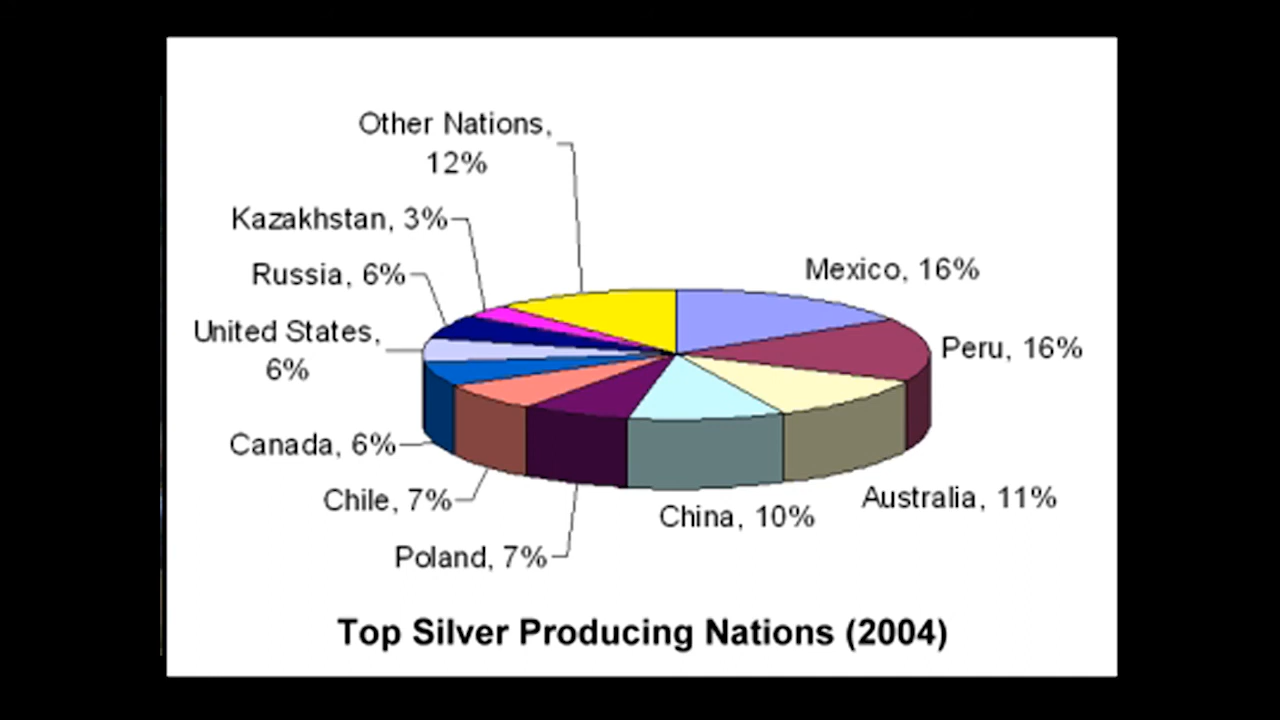 Other Nations,
12%
Kazakhstan, 3%
Russia, 6%
Mexico, 16%
United States,
6%
Peru, 16%
Canada, 6%
Chile, 7%
Australia, 11%
China, 10%
Poland, 7%
Top Silver Producing Nations (2004)